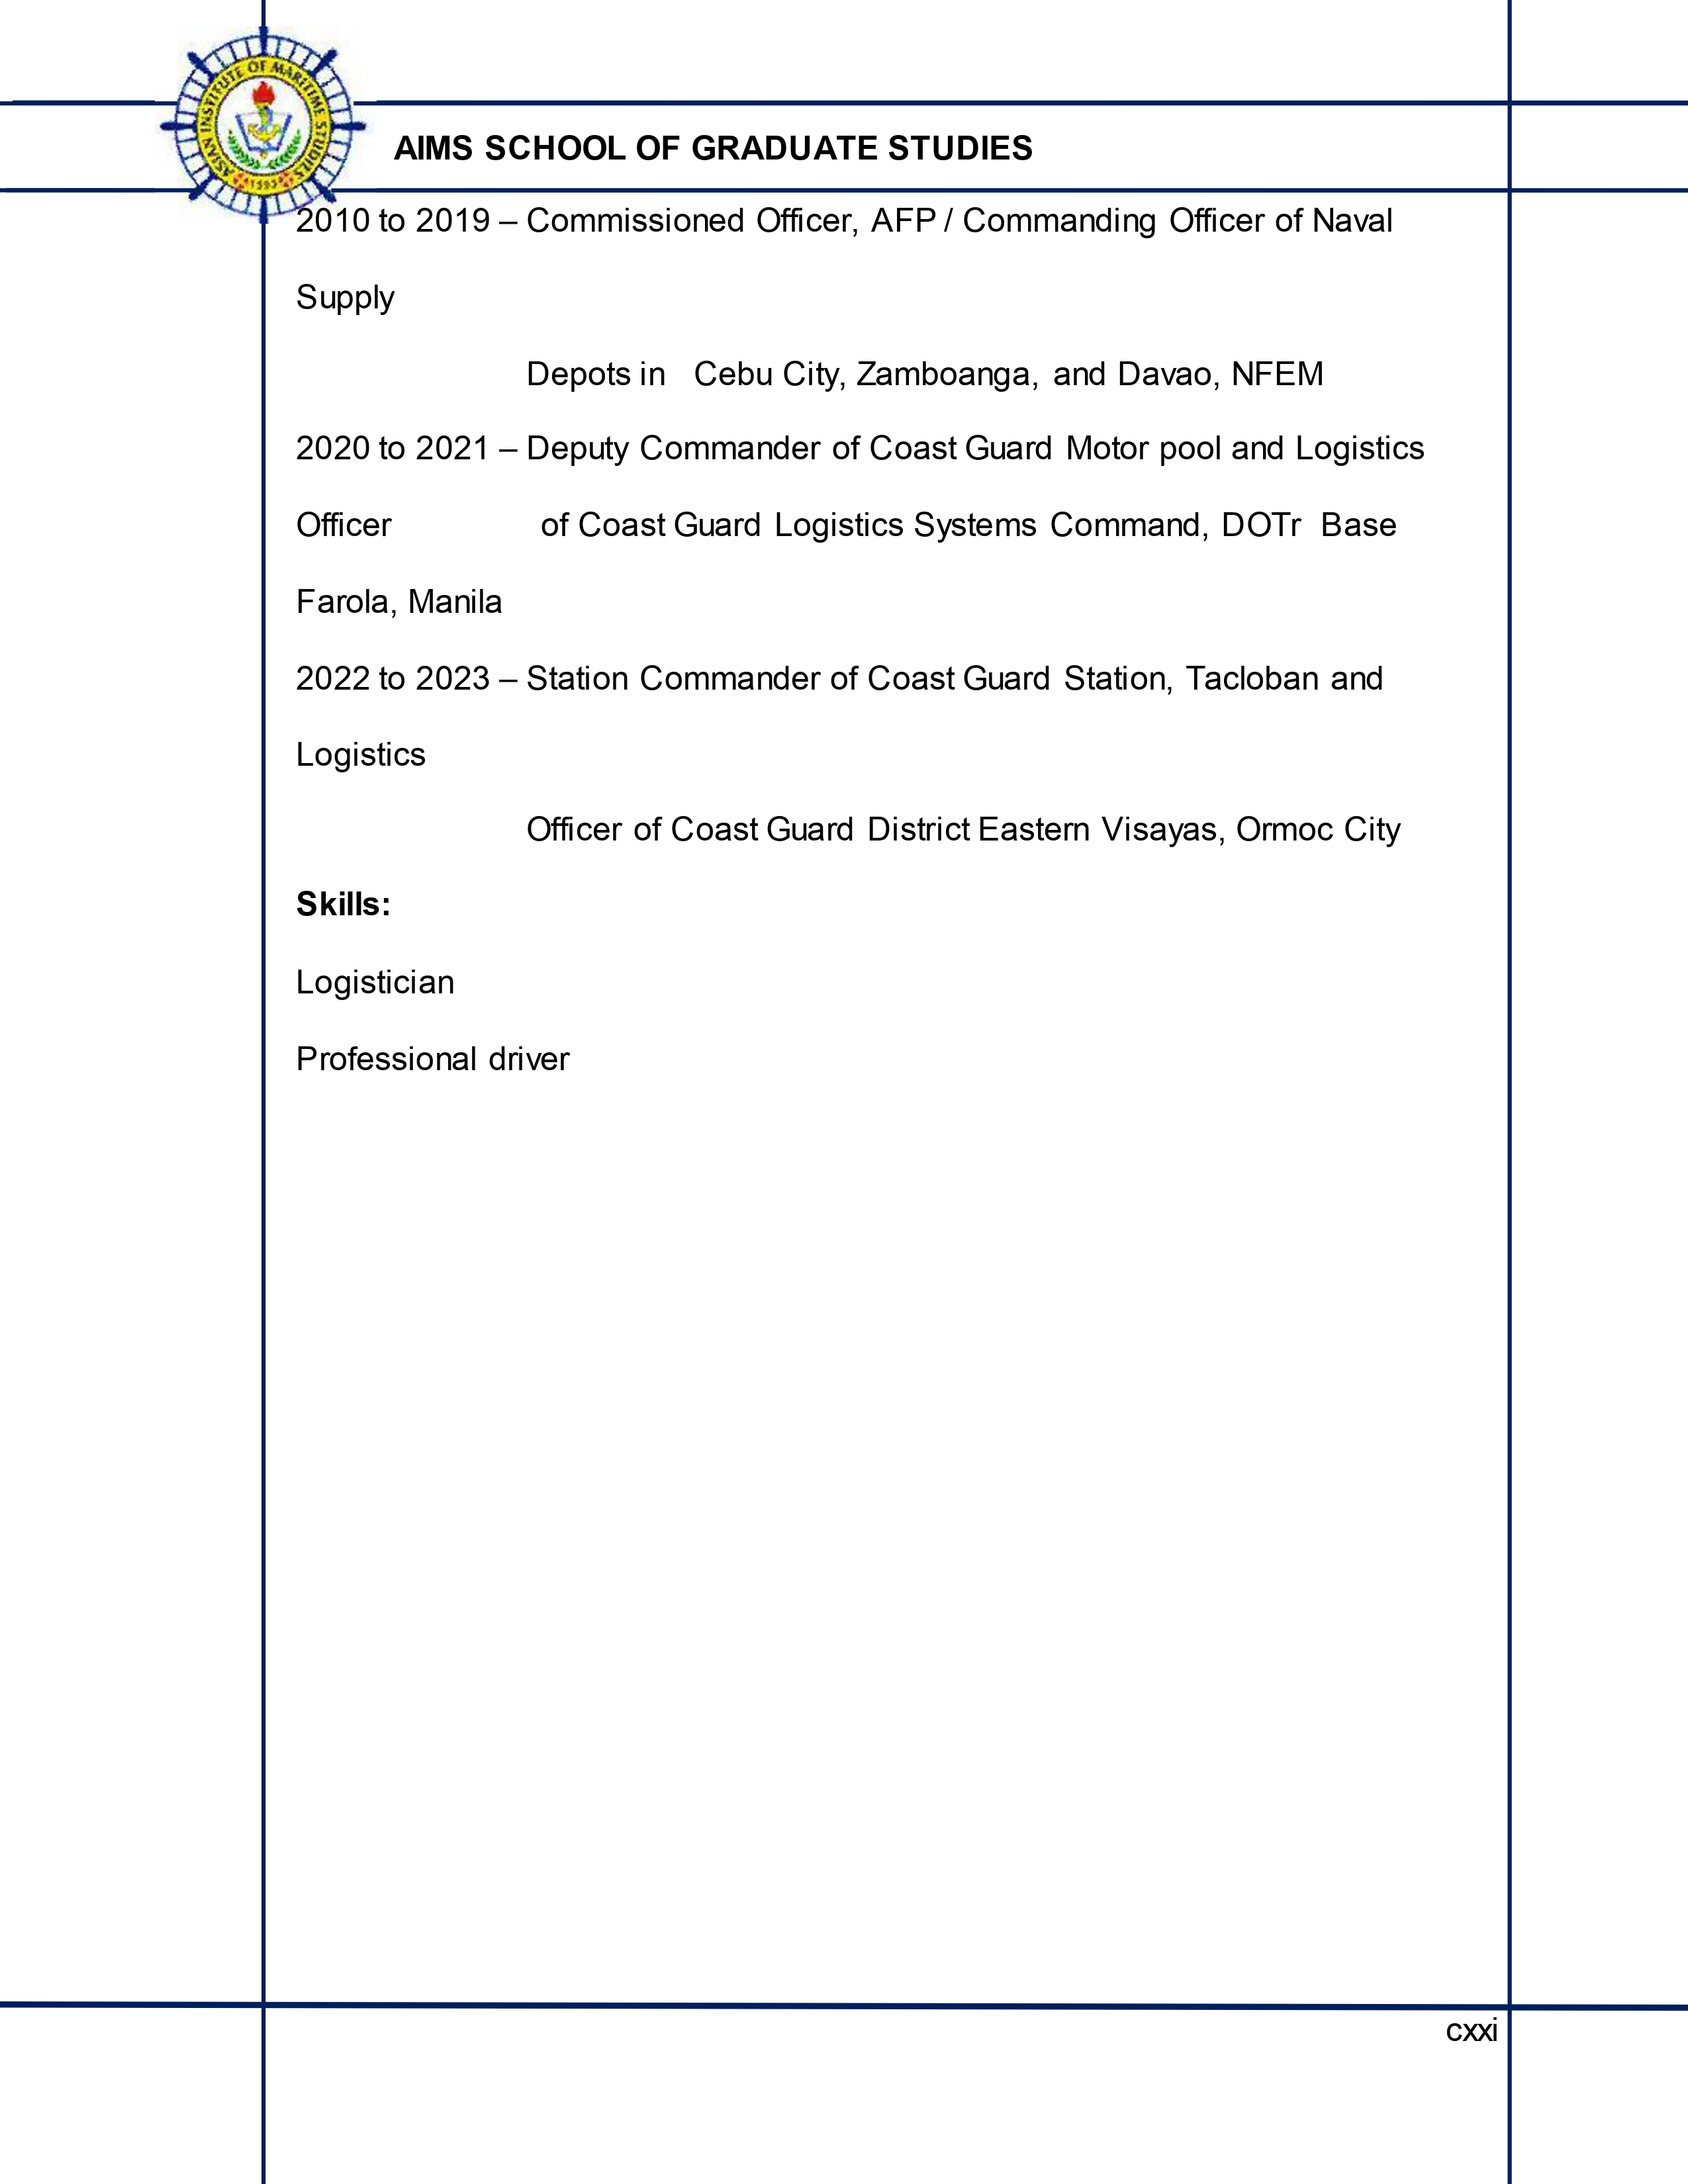 ASIAN INSTITUTE OF MARITIME STUDIES
1993
AIMS SCHOOL OF GRADUATE STUDIES
2010 to 2019 – Commissioned Officer, AFP / Commanding Officer of Naval
Supply
Depots in Cebu City, Zamboanga, and Davao, NFEM
2020 to 2021 – Deputy Commander of Coast Guard Motor pool and Logistics
Officer of Coast Guard Logistics Systems Command, DOTr Base
Farola, Manila
2022 to 2023 – Station Commander of Coast Guard Station, Tacloban and
Logistics
Officer of Coast Guard District Eastern Visayas, Ormoc City
Skills:
Logistician
Professional driver
cxxi